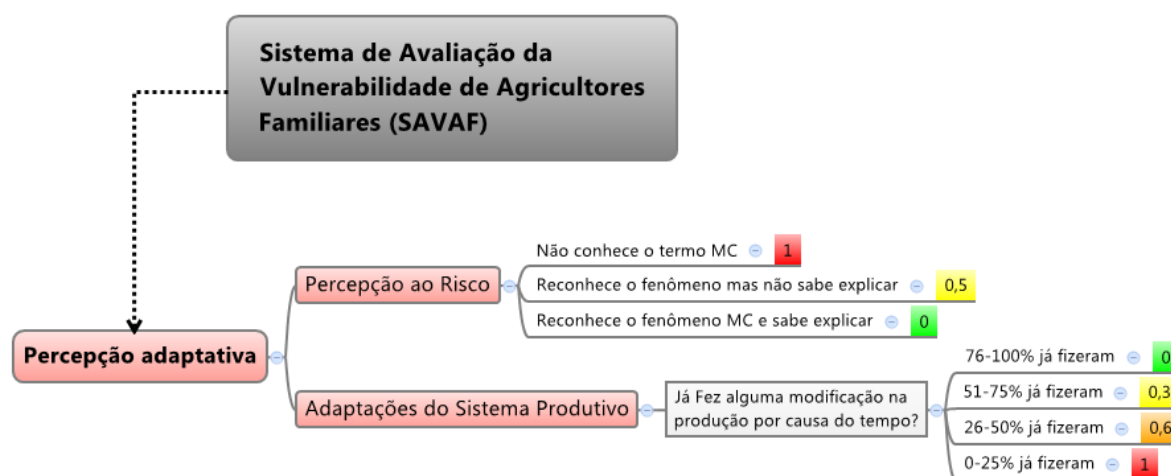 Sistema de Avaliação da
Vulnerabilidade de Agricultores
Familiares (SAVAF)
Não conhece o termo MC 1
Percepção ao Risco
Reconhece o fenômeno mas não sabe explicar 0,5
Reconhece o fenômeno MC e sabe explicar 0
Percepção adaptativa
76-100% já fizeram 0
Adaptações do Sistema Produtivo
Já Fez alguma modificação na
produção por causa do tempo?
51-75% já fizeram 0,3
26-50% já fizeram 0,6
0-25% já fizeram 1